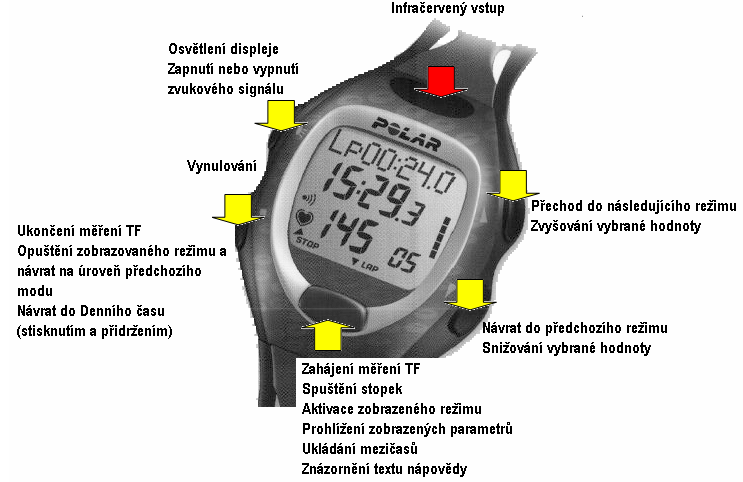 Infračervený vstup
Osvětlení displeje
Zapnutí nebo vypnutí
zvukového signálu
Vynulování
Ukončení měření TF
Opuštění zobrazovaného režimu a
návrat na úroveň předchozího
modu
Návrat do Denního času
(stisknutím a přidržením)
POLAR
LP00:24.0
15:29.3
145
STOP
LAP
05
Přechod do následujícího režimu
Zvyšování vybrané hodnoty
Návrat do předchozího režimu
Snižování vybrané hodnoty
Zahájení měření TF
Spuštění stopek
Aktivace zobrazeného režimu
Prohlížení zobrazených parametrů
Ukládání mezičasů
Znázornění textu nápovědy